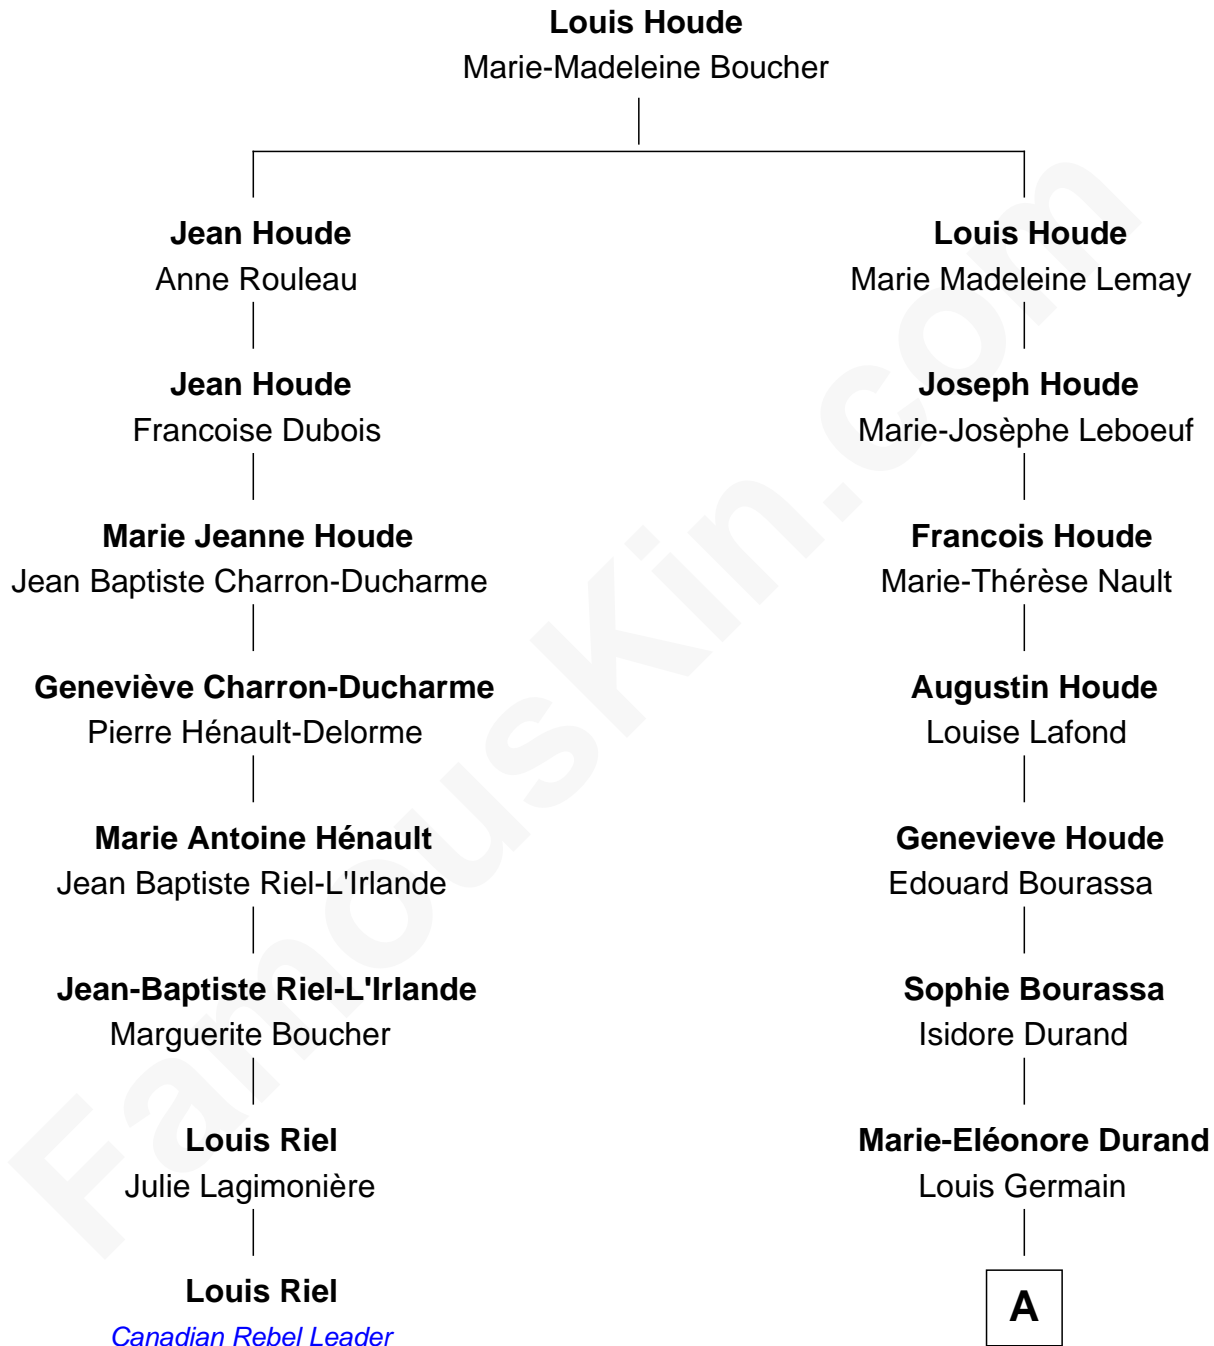 Louis Houde
Marie-Madeleine Boucher
Jean Houde
Anne Rouleau
Louis Houde
Marie Madeleine Lemay
Jean Houde
Francoise Dubois
Joseph Houde
Marie-Josèphe Leboeuf
Marie Jeanne Houde
Jean Baptiste Charron-Ducharme
Francois Houde
Marie-Thérèse Nault
Geneviève Charron-Ducharme
Pierre Hénault-Delorme
Augustin Houde
Louise Lafond
Marie Antoine Hénault
Jean Baptiste Riel-L'Irlande
Genevieve Houde
Edouard Bourassa
Jean-Baptiste Riel-L'Irlande
Marguerite Boucher
Sophie Bourassa
Isidore Durand
Louis Riel
Julie Lagimonière
Marie-Eléonore Durand
Louis Germain
Louis Riel
Canadian Rebel Leader
A
FamousKin.com